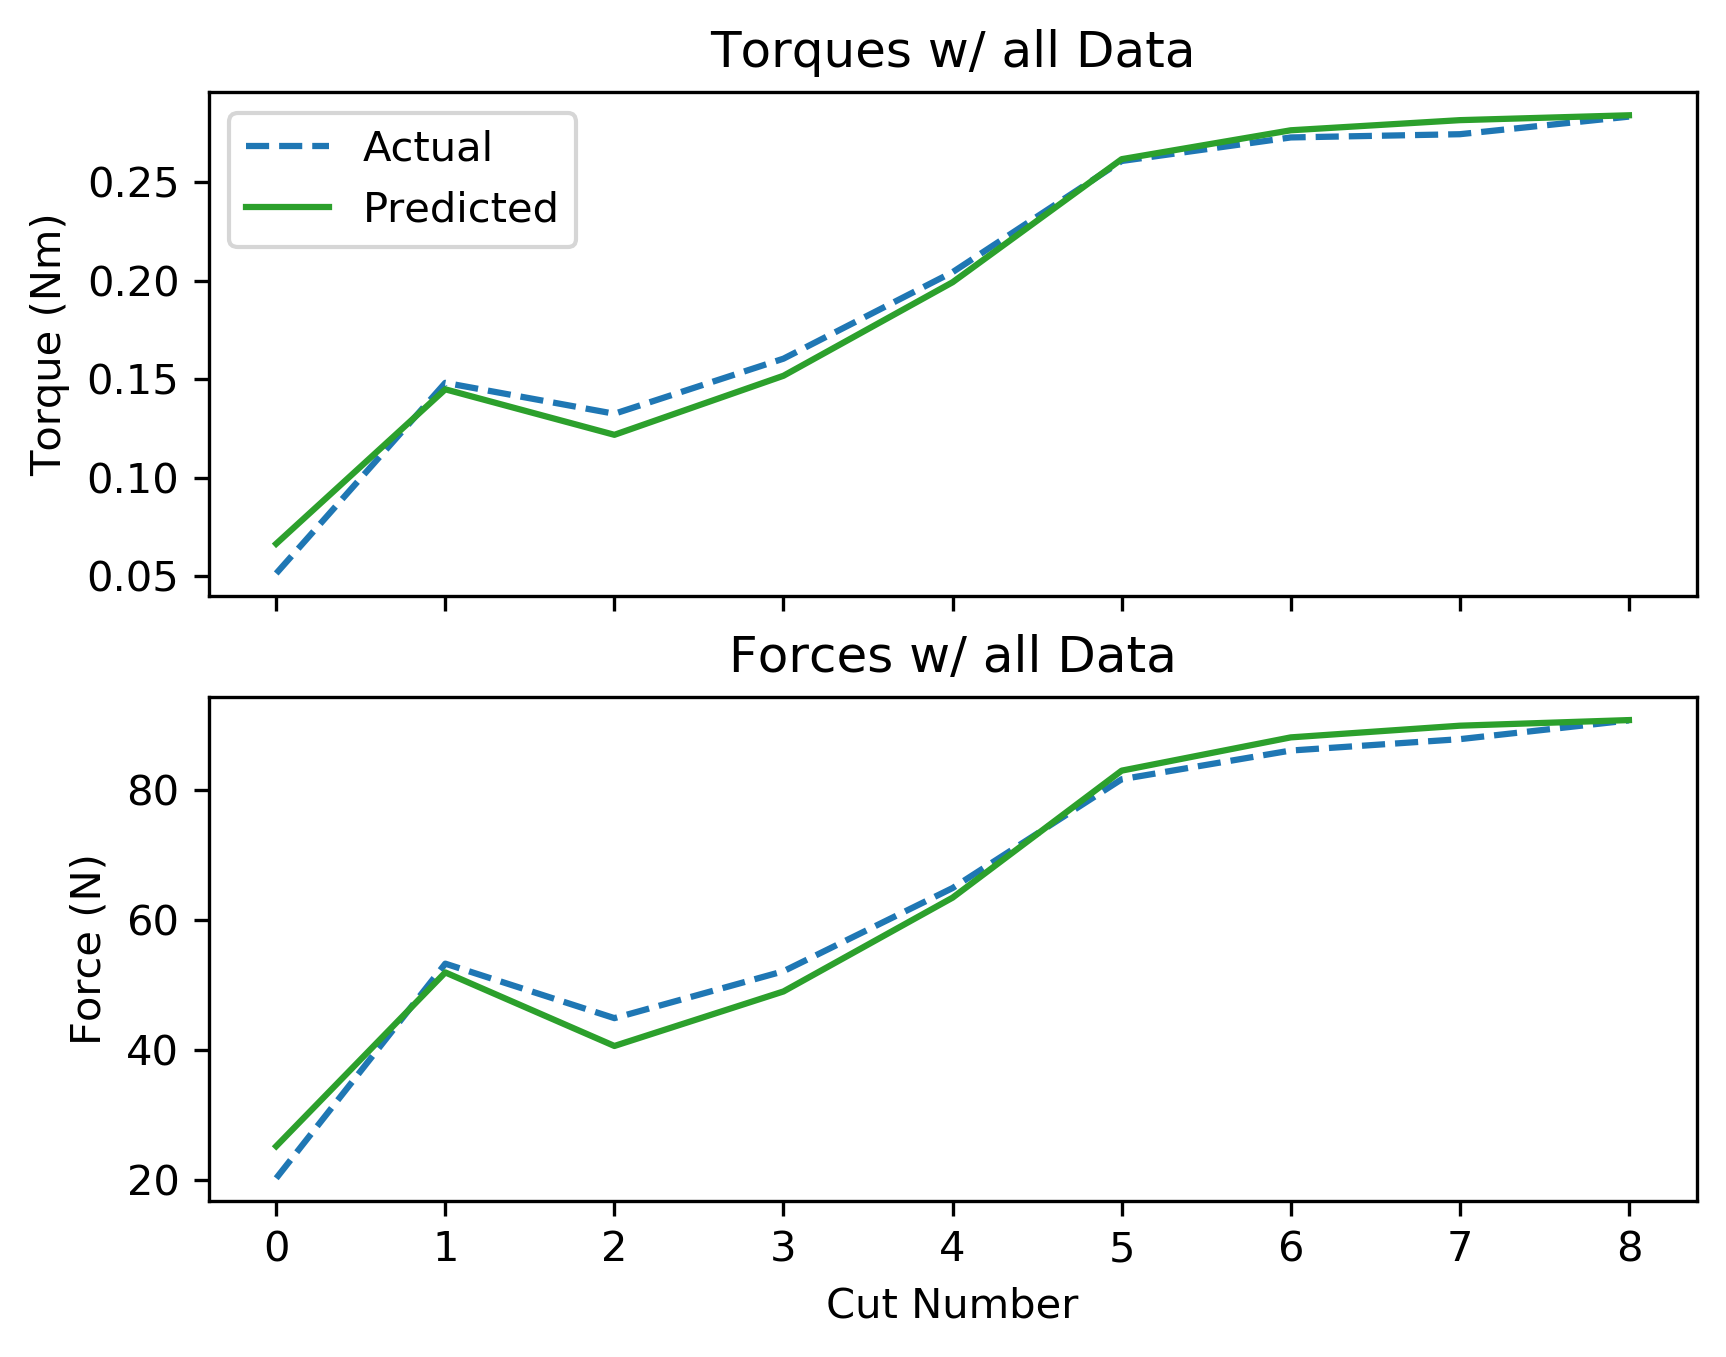 Torques w/ all Data
Actual
Predicted
0.25
0.20
0.15
0.10
0.05
Torque (Nm)
Forces w/ all Data
80
60
40
20
Force (N)
0 1 2 3 4 5 6 7 8
Cut Number